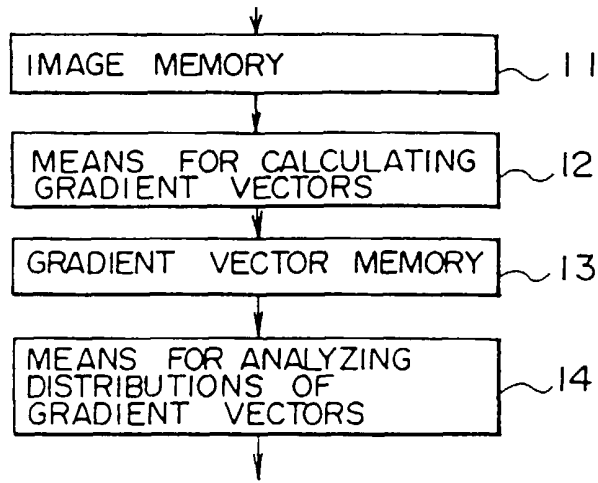 IMAGE MEMORY
11
MEANS FOR CALCULATING
GRADIENT VECTORS
12
GRADIENT VECTOR MEMORY
13
MEANS FOR ANALYZING
DISTRIBUTIONS OF
GRADIENT VECTORS
14